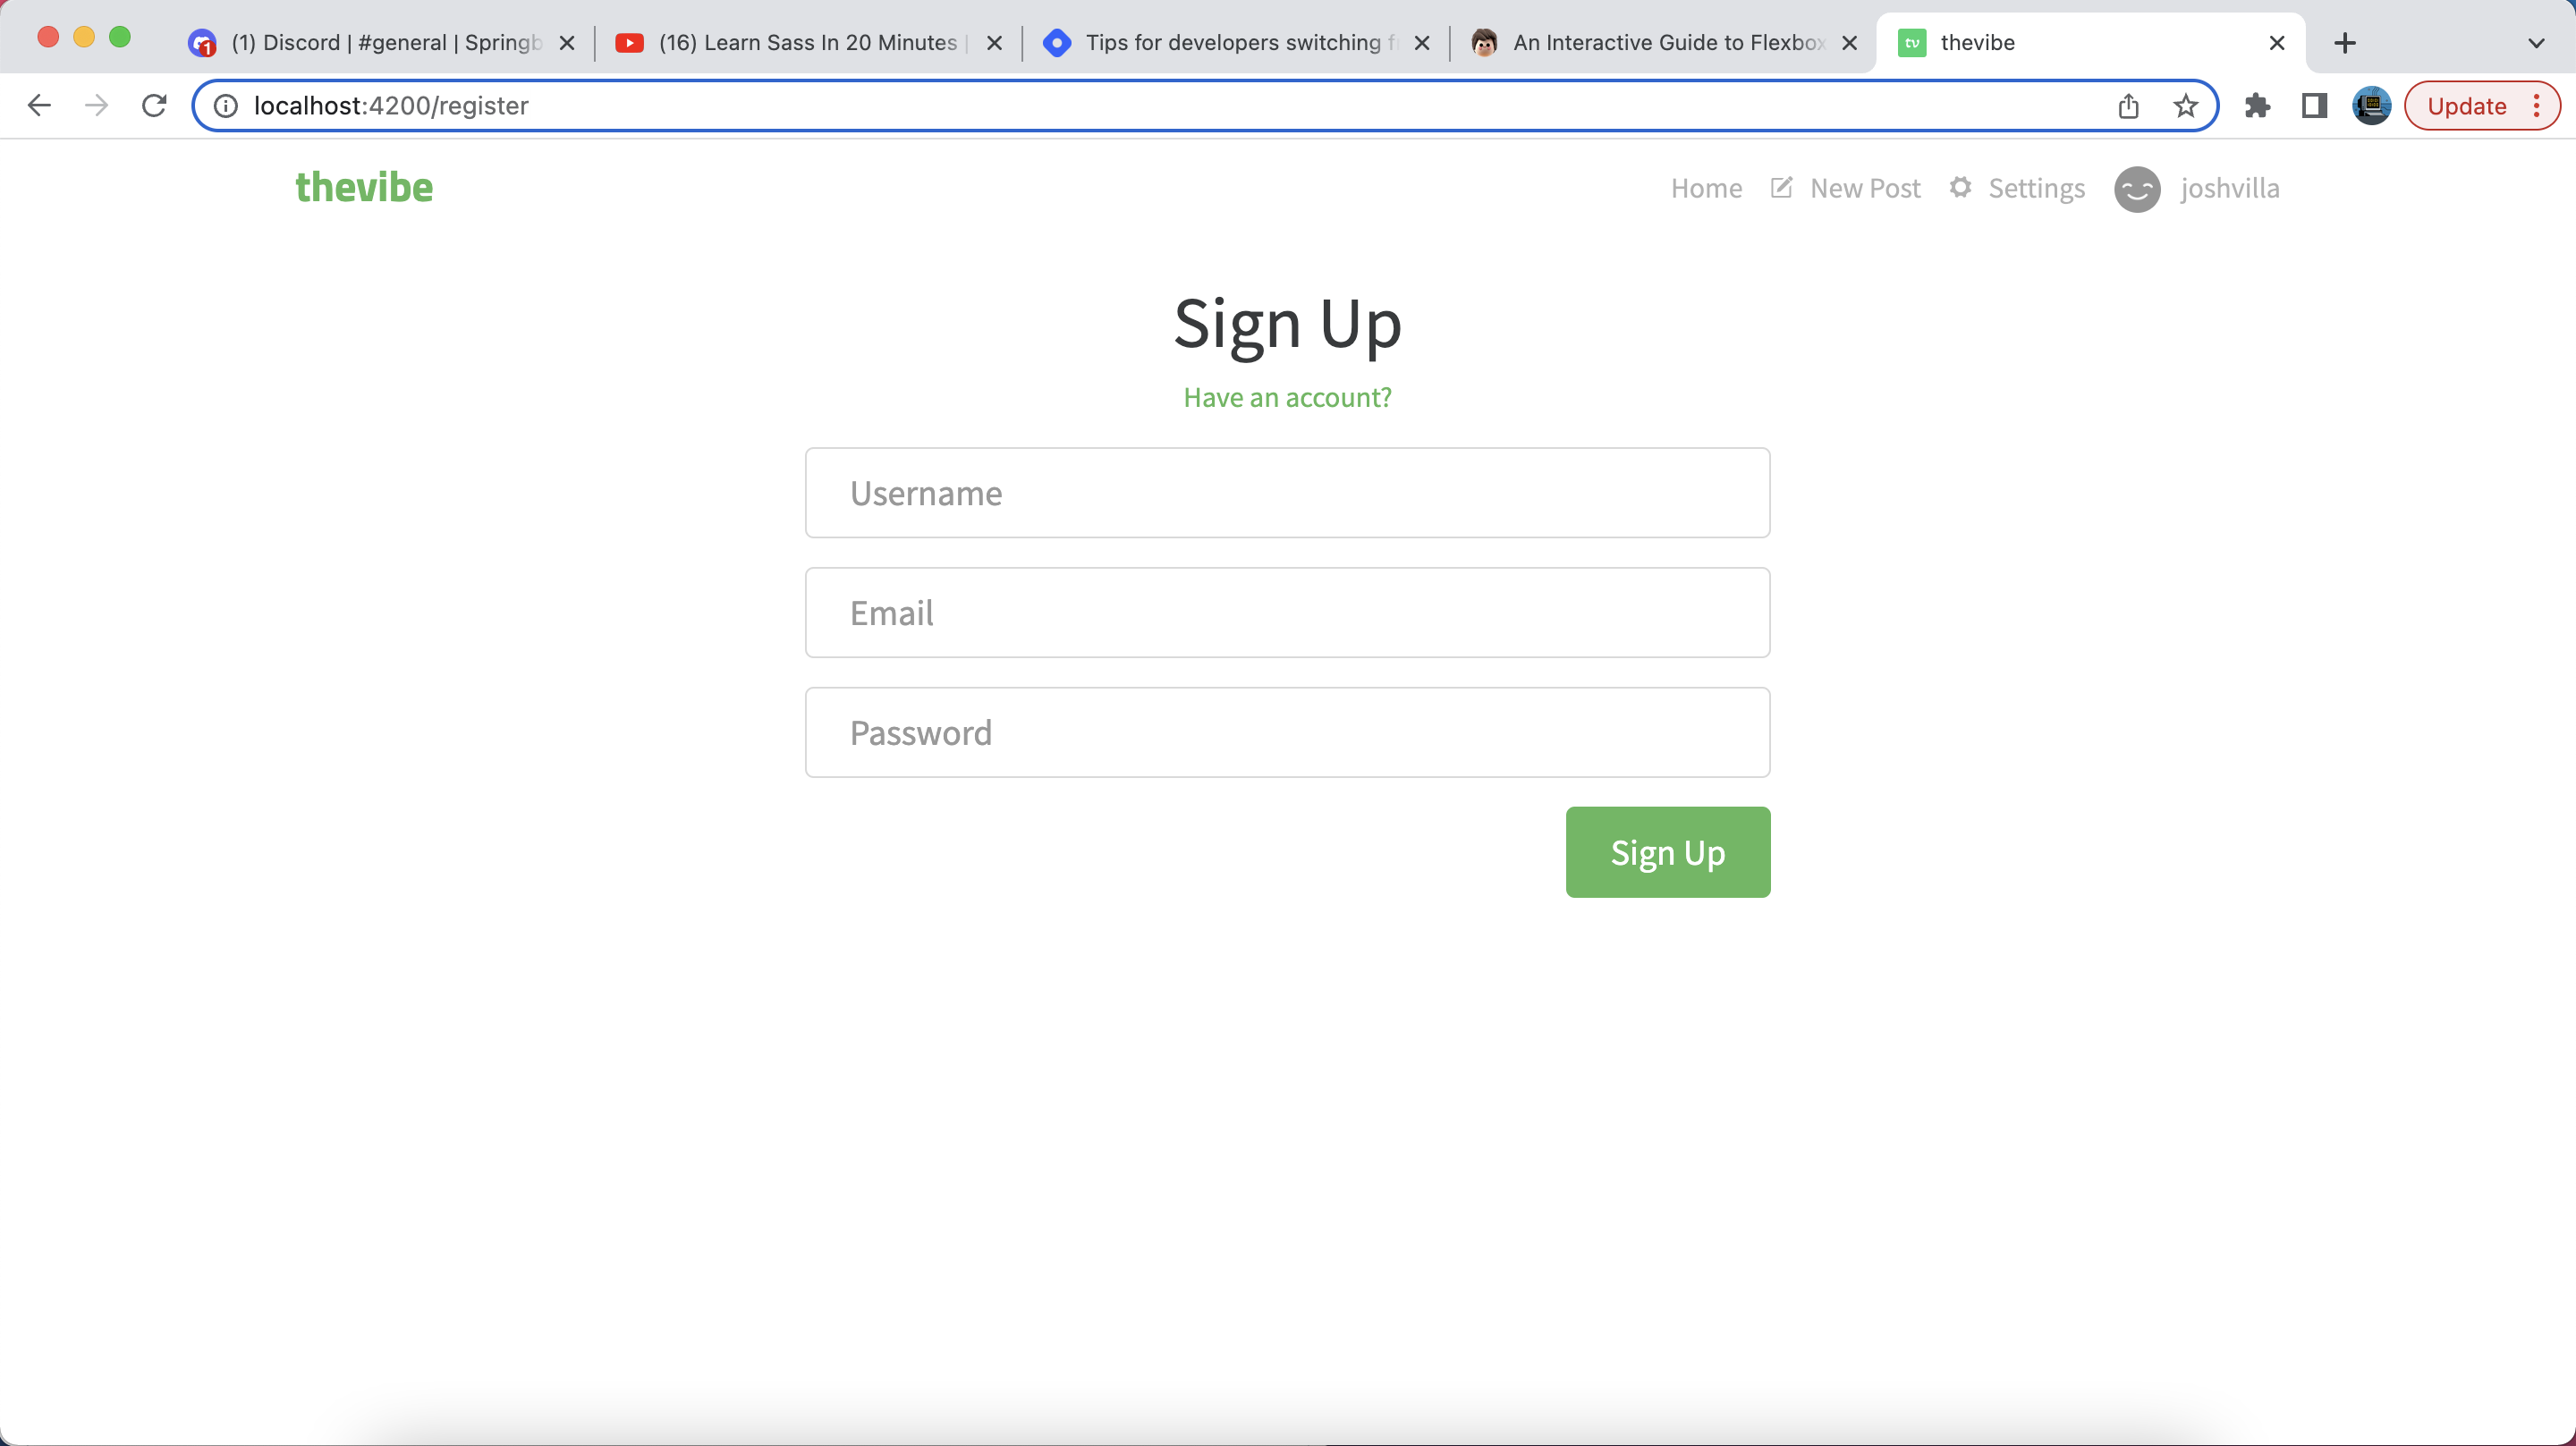 (1) Discord | #general | Springb
(16) Learn Sass In 20 Minutes |
Tips for developers switching f
An Interactive Guide to Flexbox
tv thevibe
localhost:4200/register
Update
thevibe
Home New Post Settings joshvilla
Sign Up
Have an account?
Username
Email
Password
Sign Up